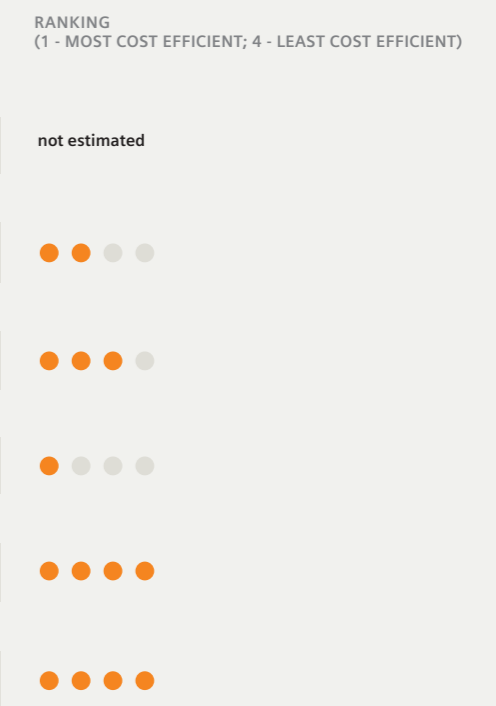 RANKING
(1 - MOST COST EFFICIENT; 4 - LEAST COST EFFICIENT)
not estimated